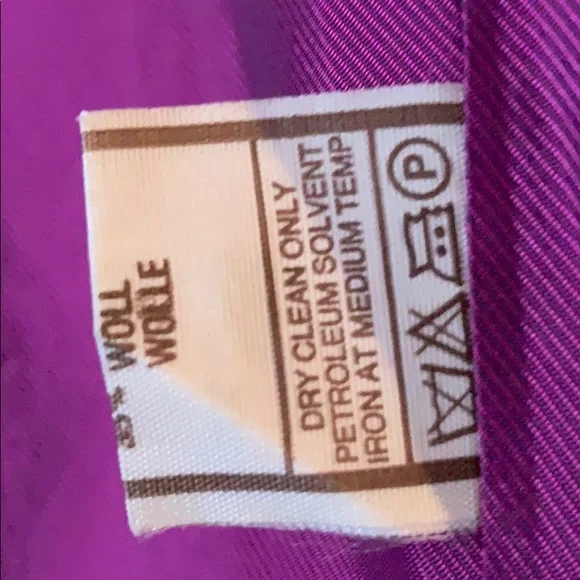 WOLL
WOLLE
DRY CLEAN ONLY
PETROLEUM SOLVENT
IRON AT MEDIUM TEMP
P